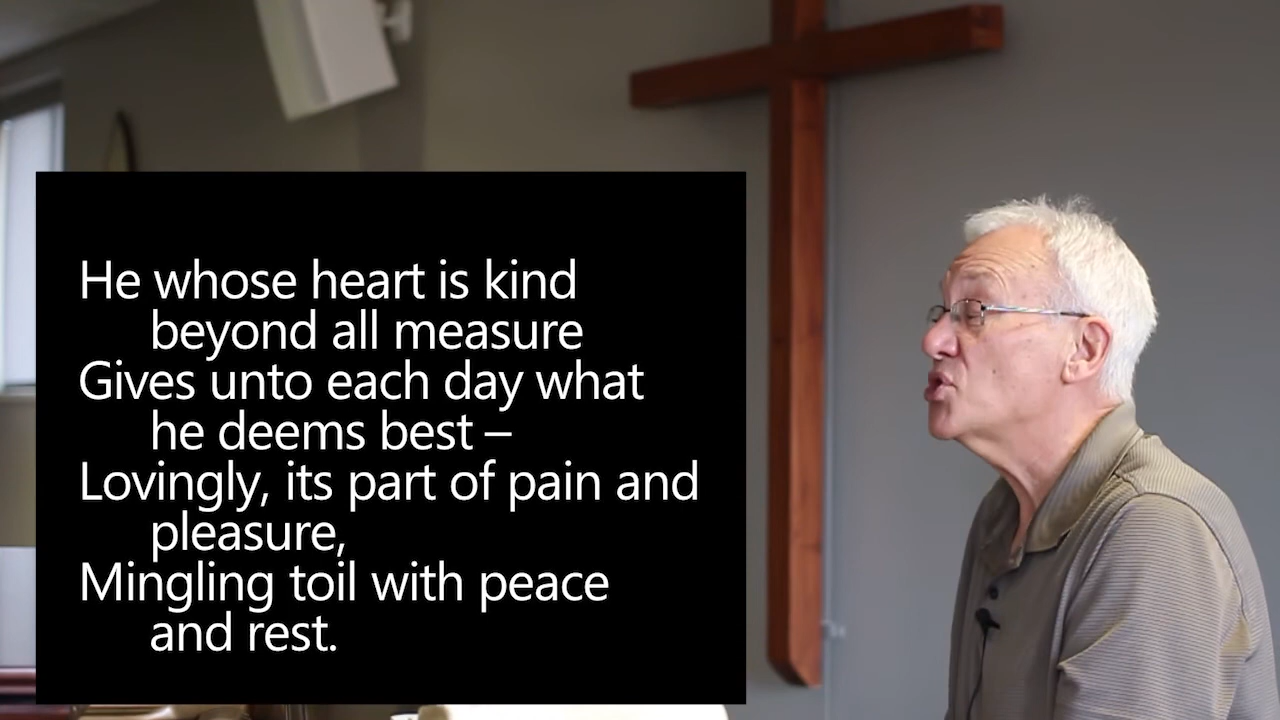 He whose heart is kind
beyond all measure
Gives unto each day what
he deems best –
Lovingly, its part of pain and
pleasure,
Mingling toil with peace
and rest.